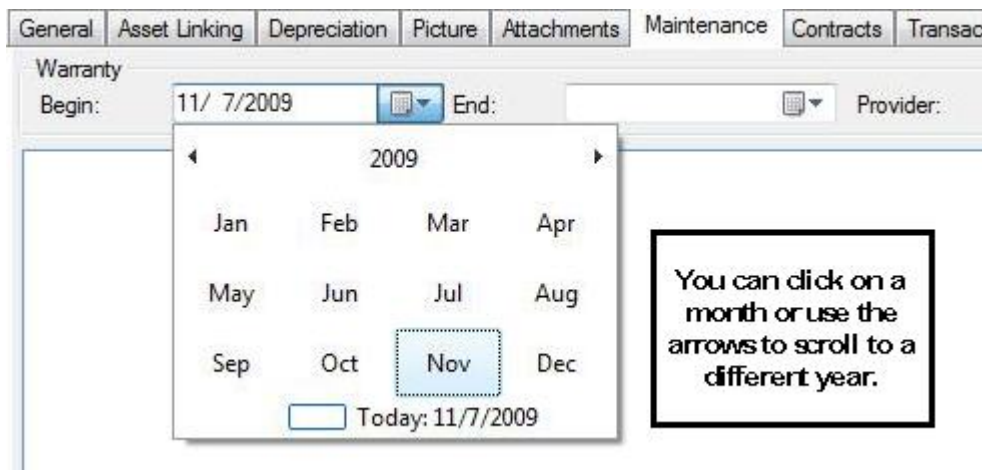 General Asset Linking Depreciation Picture Attachments Maintenance Contracts Transac
Warranty
Begin: 11/ 7/2009 End: Provider:
2009
Jan Feb Mar Apr
May Jun Jul Aug
Sep Oct Nov Dec
Today: 11/7/2009
You can click on a
month or use the
arrows to scroll to a
different year.